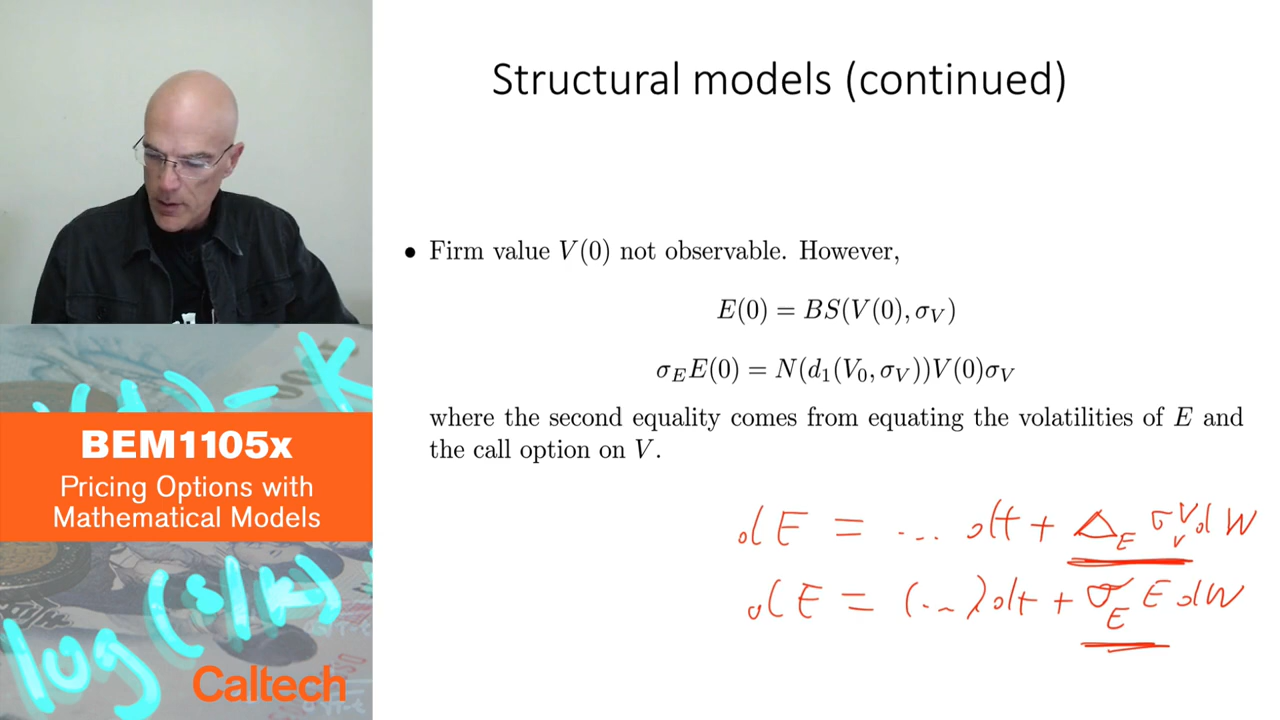 Structural models (continued)
• Firm value V(0) not observable. However,
E(0) = BS(V(0), σ_V)
σ_E E(0) = N(d_1(V_0, σ_V))V(0)σ_V
where the second equality comes from equating the volatilities of E and
the call option on V.
dE = ... dt + Δ_E σ_V V dW
dE = (...)dt + σ_E E dW
BEM1105x
Pricing Options with
Mathematical Models
log(s/k)
Caltech